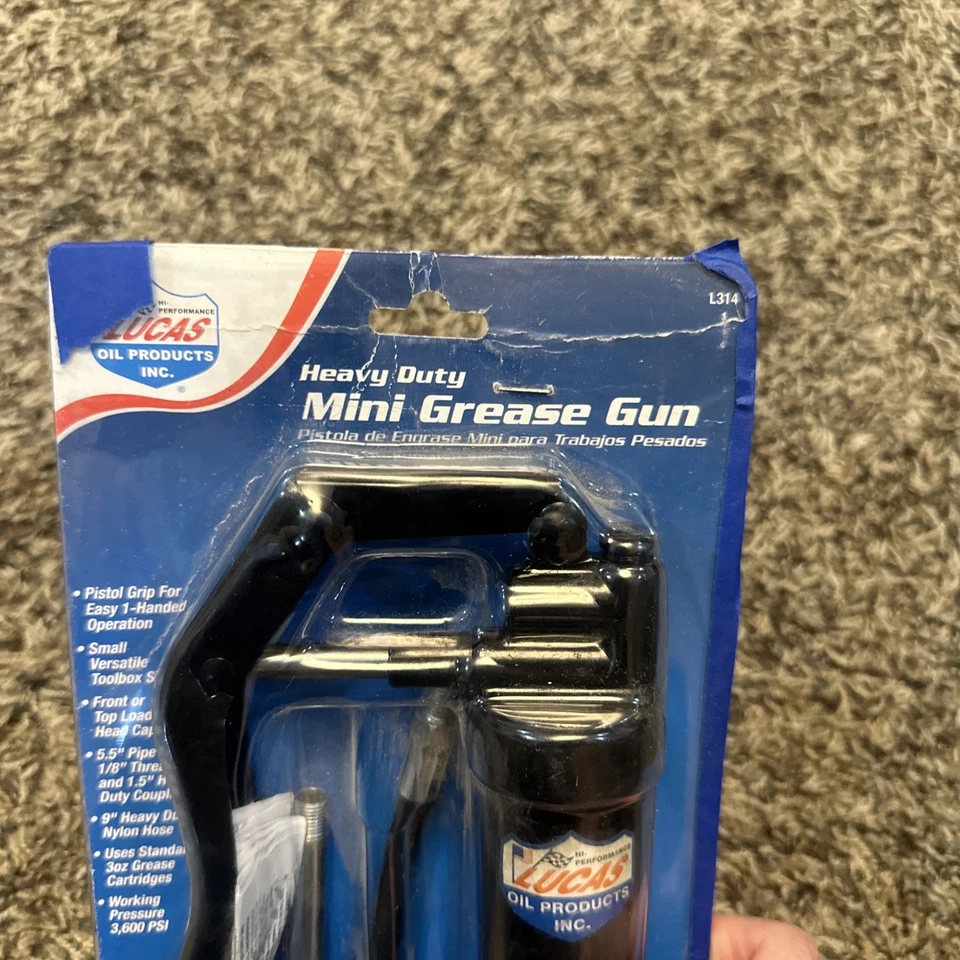 HI-
PERFORMANCE
LUCAS
OIL PRODUCTS
INC.
®
L314
Heavy Duty
Mini Grease Gun
Pistola de Engrase Mini para Trabajos Pesados
• Pistol Grip For
Easy 1-Handed
Operation
• Small
Versatile
Toolbox
• Front or
Top Load
Head Cap
• 5.5" Pipe
1/8"
and 1.5"
Duty
• 9" Heavy
Nylon Hose
• Uses
3oz Grease
Cartridges
• Working
Pressure
3,600 PSI
HI-
PERFORMANCE
LUCAS
OIL PRODUCTS
INC.